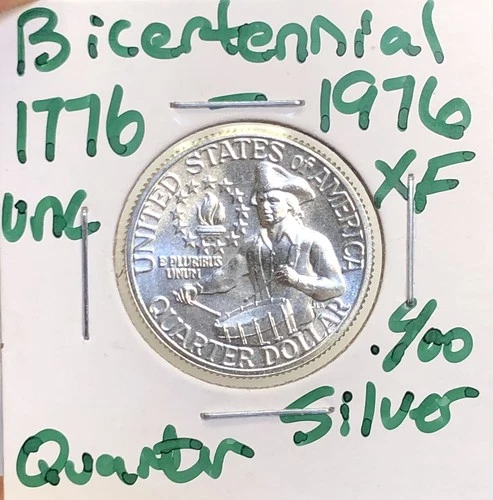 Bicentennial
1776 - 1976
UNC XF
UNITED STATES OF AMERICA
E PLURIBUS
UNUM
QUARTER DOLLAR
.400
Silver
Quarter